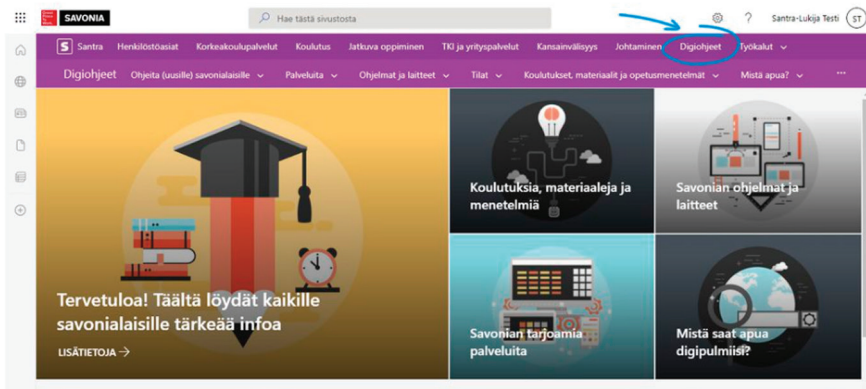 SAVONIA
Hae tästä sivustosta
?
Santra-Lukija Testi
ST
S Santra Henkilöstöasiat Korkeakoulupalvelut Koulutus Jatkuva oppiminen TKI ja yrityspalvelut Kansainvälisyys Johtaminen Digiohjeet Työkalut
Digiohjeet Ohjeita (uusille) savonialaisille Palveluita Ohjelmat ja laitteet Tilat Koulutukset, materiaalit ja opetusmenetelmät Mistä apua? ...
Tervetuloa! Täältä löydät kaikille
savonialaisille tärkeää infoa
LISÄTIETOJA →
Koulutuksia, materiaaleja ja
menetelmiä
Savonian ohjelmat ja
laitteet
Savonian tarjoamia
palveluita
Mistä saat apua
digipulmiisi?